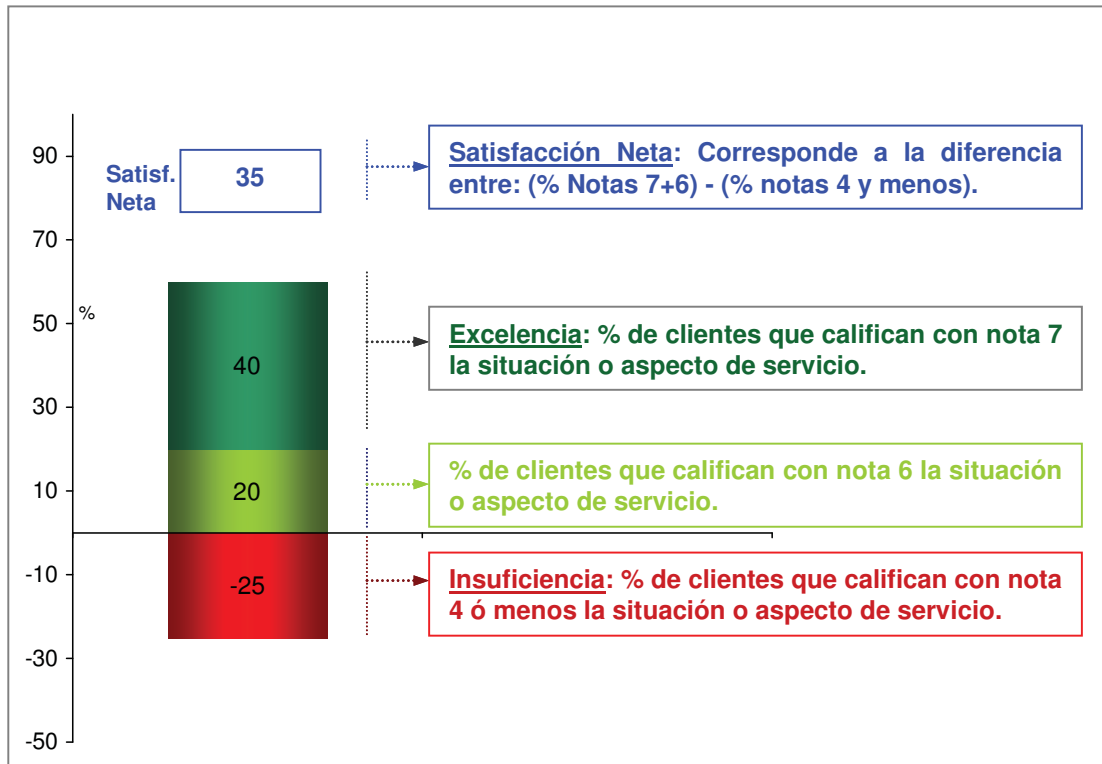 90
70
50
30
10
-10
-30
-50
%
Satisf.
Neta
35
40
20
-25
Satisfacción Neta: Corresponde a la diferencia
entre: (% Notas 7+6) - (% notas 4 y menos).
Excelencia: % de clientes que califican con nota 7
la situación o aspecto de servicio.
% de clientes que califican con nota 6 la situación
o aspecto de servicio.
Insuficiencia: % de clientes que califican con nota
4 ó menos la situación o aspecto de servicio.